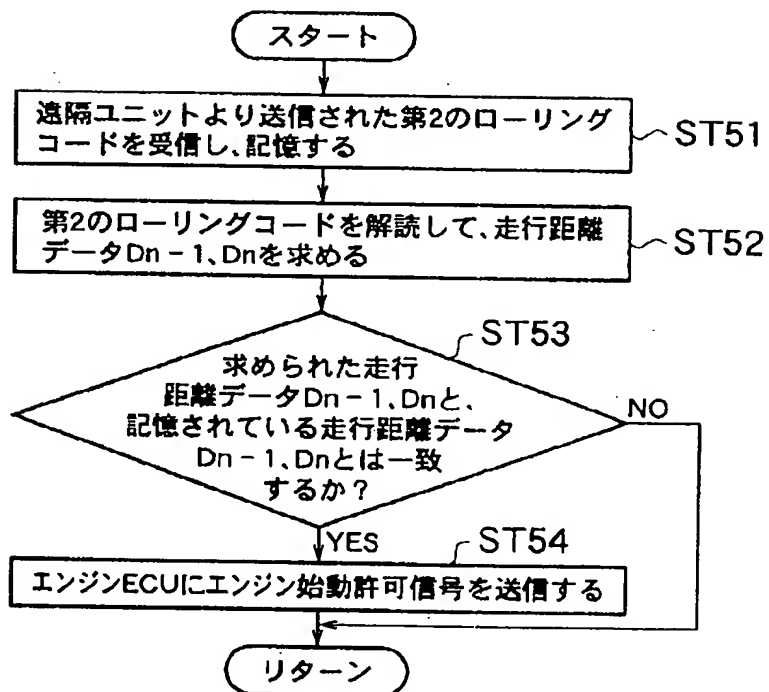 スタート
遠隔ユニットより送信された第2のローリング
コードを受信し、記憶する
ST51
第2のローリングコードを解読して、走行距離
データDn-1、Dnを求める
ST52
ST53
求められた走行
距離データDn-1、Dnと、
記憶されている走行距離データ
Dn-1、Dnとは一致
するか？
NO
YES
ST54
エンジンECUにエンジン始動許可信号を送信する
リターン